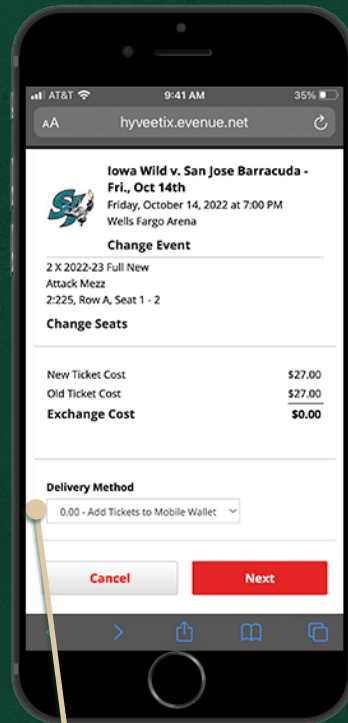 AT&T
9:41 AM
35%
AA
hyveetix.evenue.net
Iowa Wild v. San Jose Barracuda -
Fri., Oct 14th
Friday, October 14, 2022 at 7:00 PM
Wells Fargo Arena
Change Event
2 X 2022-23 Full New
Attack Mezz
2:225, Row A, Seat 1 - 2
Change Seats
New Ticket Cost $27.00
Old Ticket Cost $27.00
Exchange Cost $0.00
Delivery Method
0.00 - Add Tickets to Mobile Wallet
Cancel
Next